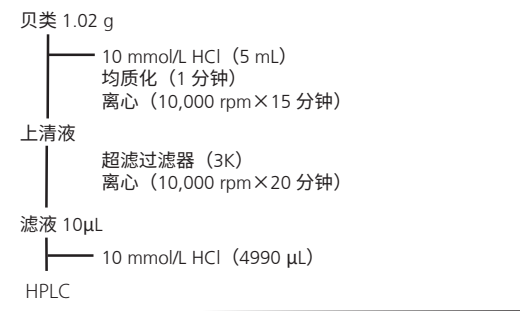 贝类 1.02 g
10 mmol/L HCl（5 mL）
均质化（1 分钟）
离心（10,000 rpm×15 分钟）
上清液
超滤过滤器（3K）
离心（10,000 rpm×20 分钟）
滤液 10μL
10 mmol/L HCl（4990 μL）
HPLC